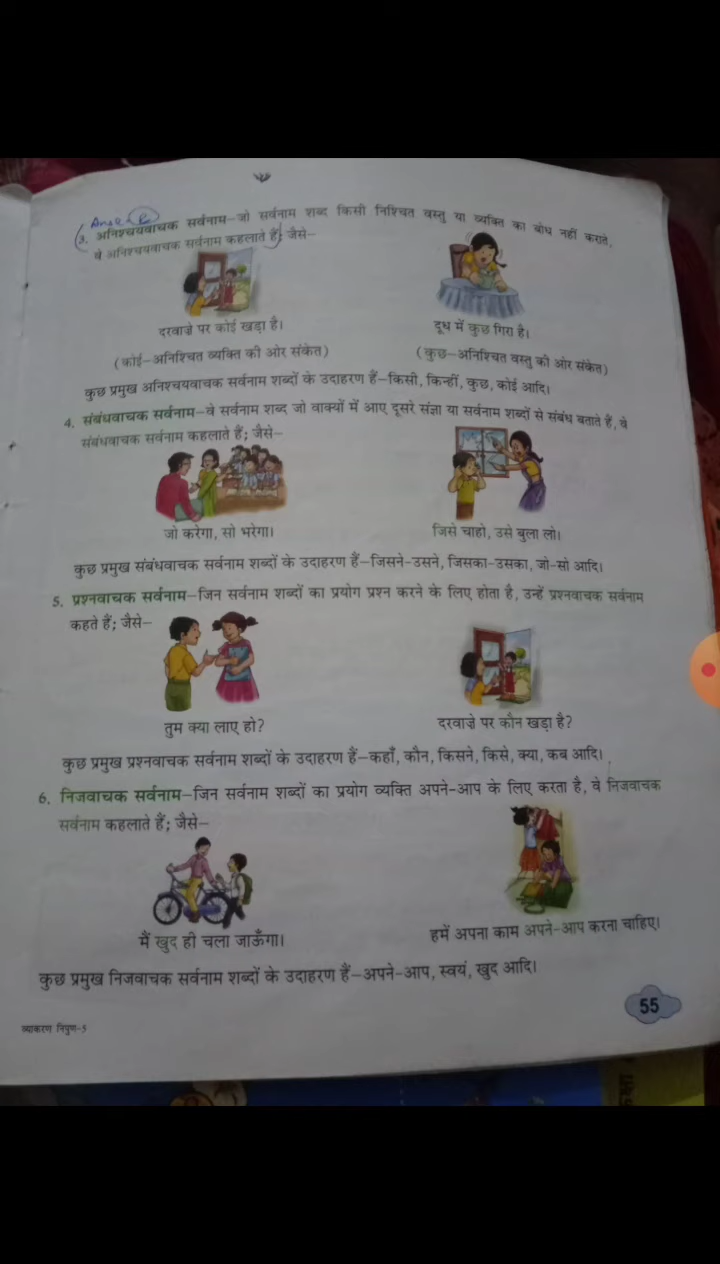 Ans
3. अनिश्चयवाचक सर्वनाम–जो सर्वनाम शब्द किसी निश्चित वस्तु या व्यक्ति का बोध नहीं कराते,
वे अनिश्चयवाचक सर्वनाम कहलाते हैं; जैसे–
दरवाज़े पर कोई खड़ा है।
दूध में कुछ गिरा है।
(कोई–अनिश्चित व्यक्ति की ओर संकेत)
(कुछ–अनिश्चित वस्तु की ओर संकेत)
कुछ प्रमुख अनिश्चयवाचक सर्वनाम शब्दों के उदाहरण हैं–किसी, किन्हीं, कुछ, कोई आदि।
4. संबंधवाचक सर्वनाम–वे सर्वनाम शब्द जो वाक्यों में आए दूसरे संज्ञा या सर्वनाम शब्दों से संबंध बताते हैं, वे
संबंधवाचक सर्वनाम कहलाते हैं; जैसे–
जो करेगा, सो भरेगा।
जिसे चाहो, उसे बुला लो।
कुछ प्रमुख संबंधवाचक सर्वनाम शब्दों के उदाहरण हैं–जिसने-उसने, जिसका-उसका, जो-सो आदि।
5. प्रश्नवाचक सर्वनाम–जिन सर्वनाम शब्दों का प्रयोग प्रश्न करने के लिए होता है, उन्हें प्रश्नवाचक सर्वनाम
कहते हैं; जैसे–
तुम क्या लाए हो?
दरवाज़े पर कौन खड़ा है?
कुछ प्रमुख प्रश्नवाचक सर्वनाम शब्दों के उदाहरण हैं–कहाँ, कौन, किसने, किसे, क्या, कब आदि।
6. निजवाचक सर्वनाम–जिन सर्वनाम शब्दों का प्रयोग व्यक्ति अपने-आप के लिए करता है, वे निजवाचक
सर्वनाम कहलाते हैं; जैसे–
मैं खुद ही चला जाऊँगा।
हमें अपना काम अपने-आप करना चाहिए।
कुछ प्रमुख निजवाचक सर्वनाम शब्दों के उदाहरण हैं–अपने-आप, स्वयं, खुद आदि।
55
व्याकरण निपुण-5